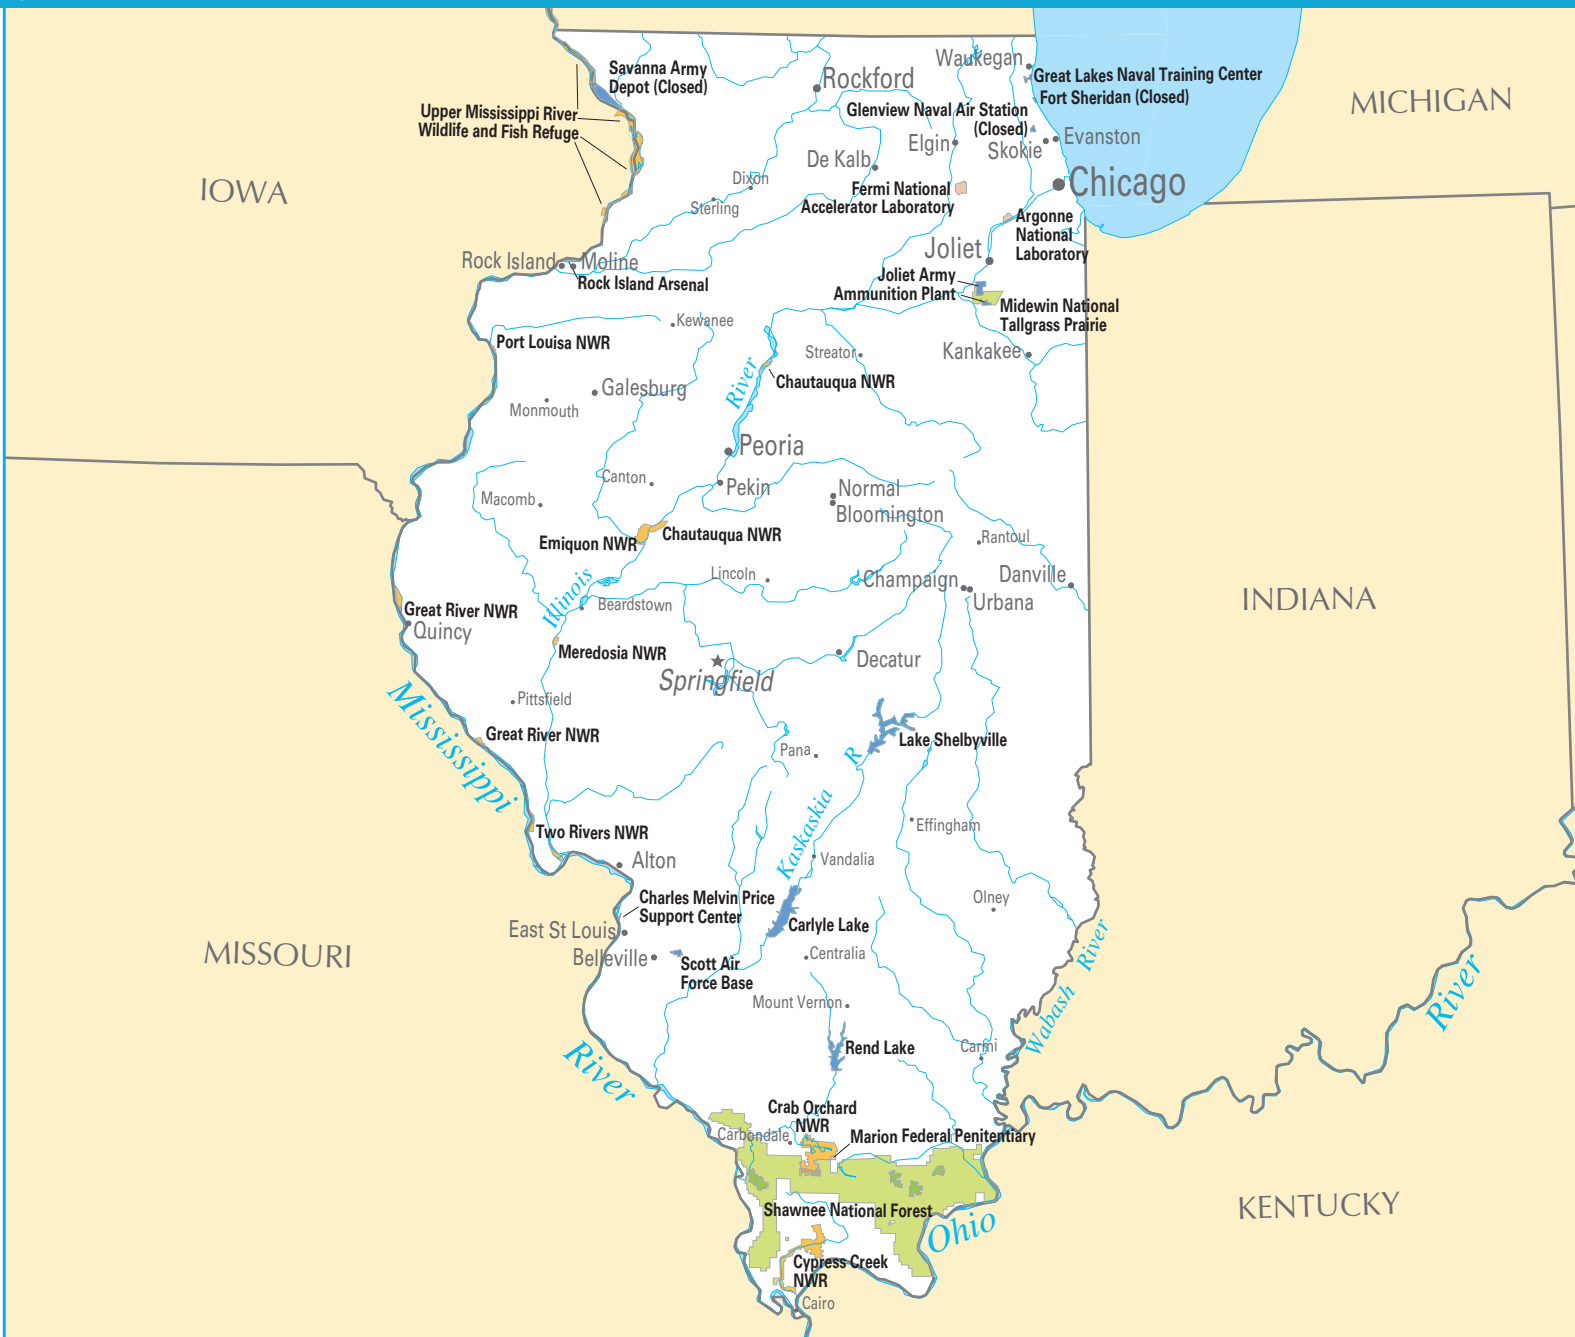 Waukegan
Savanna Army
Depot (Closed)
Rockford
Great Lakes Naval Training Center
Fort Sheridan (Closed)
MICHIGAN
Upper Mississippi River
Wildlife and Fish Refuge
Glenview Naval Air Station
(Closed)
Elgin
Skokie
Evanston
De Kalb
Dixon
Chicago
IOWA
Fermi National
Accelerator Laboratory
Sterling
Argonne
National
Laboratory
Joliet
Rock Island
Moline
Rock Island Arsenal
Joliet Army
Ammunition Plant
Midewin National
Tallgrass Prairie
Kewanee
Port Louisa NWR
Streator
Kankakee
River
Chautauqua NWR
Galesburg
Monmouth
Peoria
Canton
Pekin
Normal
Macomb
Bloomington
Emiquon NWR
Chautauqua NWR
Rantoul
Lincoln
Champaign
Danville
Illinois
Beardstown
Urbana
INDIANA
Great River NWR
Quincy
Meredosia NWR
Decatur
Springfield
Mississippi
Pittsfield
Great River NWR
Pana
R
Lake Shelbyville
Kaskaskia
Effingham
Two Rivers NWR
Alton
Vandalia
Charles Melvin Price
Support Center
Olney
East St Louis
Carlyle Lake
MISSOURI
Belleville
Scott Air
Force Base
Centralia
River
Wabash
River
Mount Vernon
River
Rend Lake
Carmi
Crab Orchard
NWR
Carbondale
Marion Federal Penitentiary
Shawnee National Forest
Ohio
KENTUCKY
Cypress Creek
NWR
Cairo